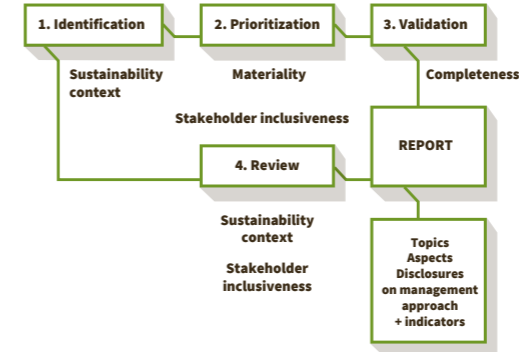 1. Identification
2. Prioritization
3. Validation
Sustainability
context
Materiality
Completeness
Stakeholder inclusiveness
REPORT
4. Review
Sustainability
context
Stakeholder
inclusiveness
Topics
Aspects
Disclosures
on management
approach
+ indicators